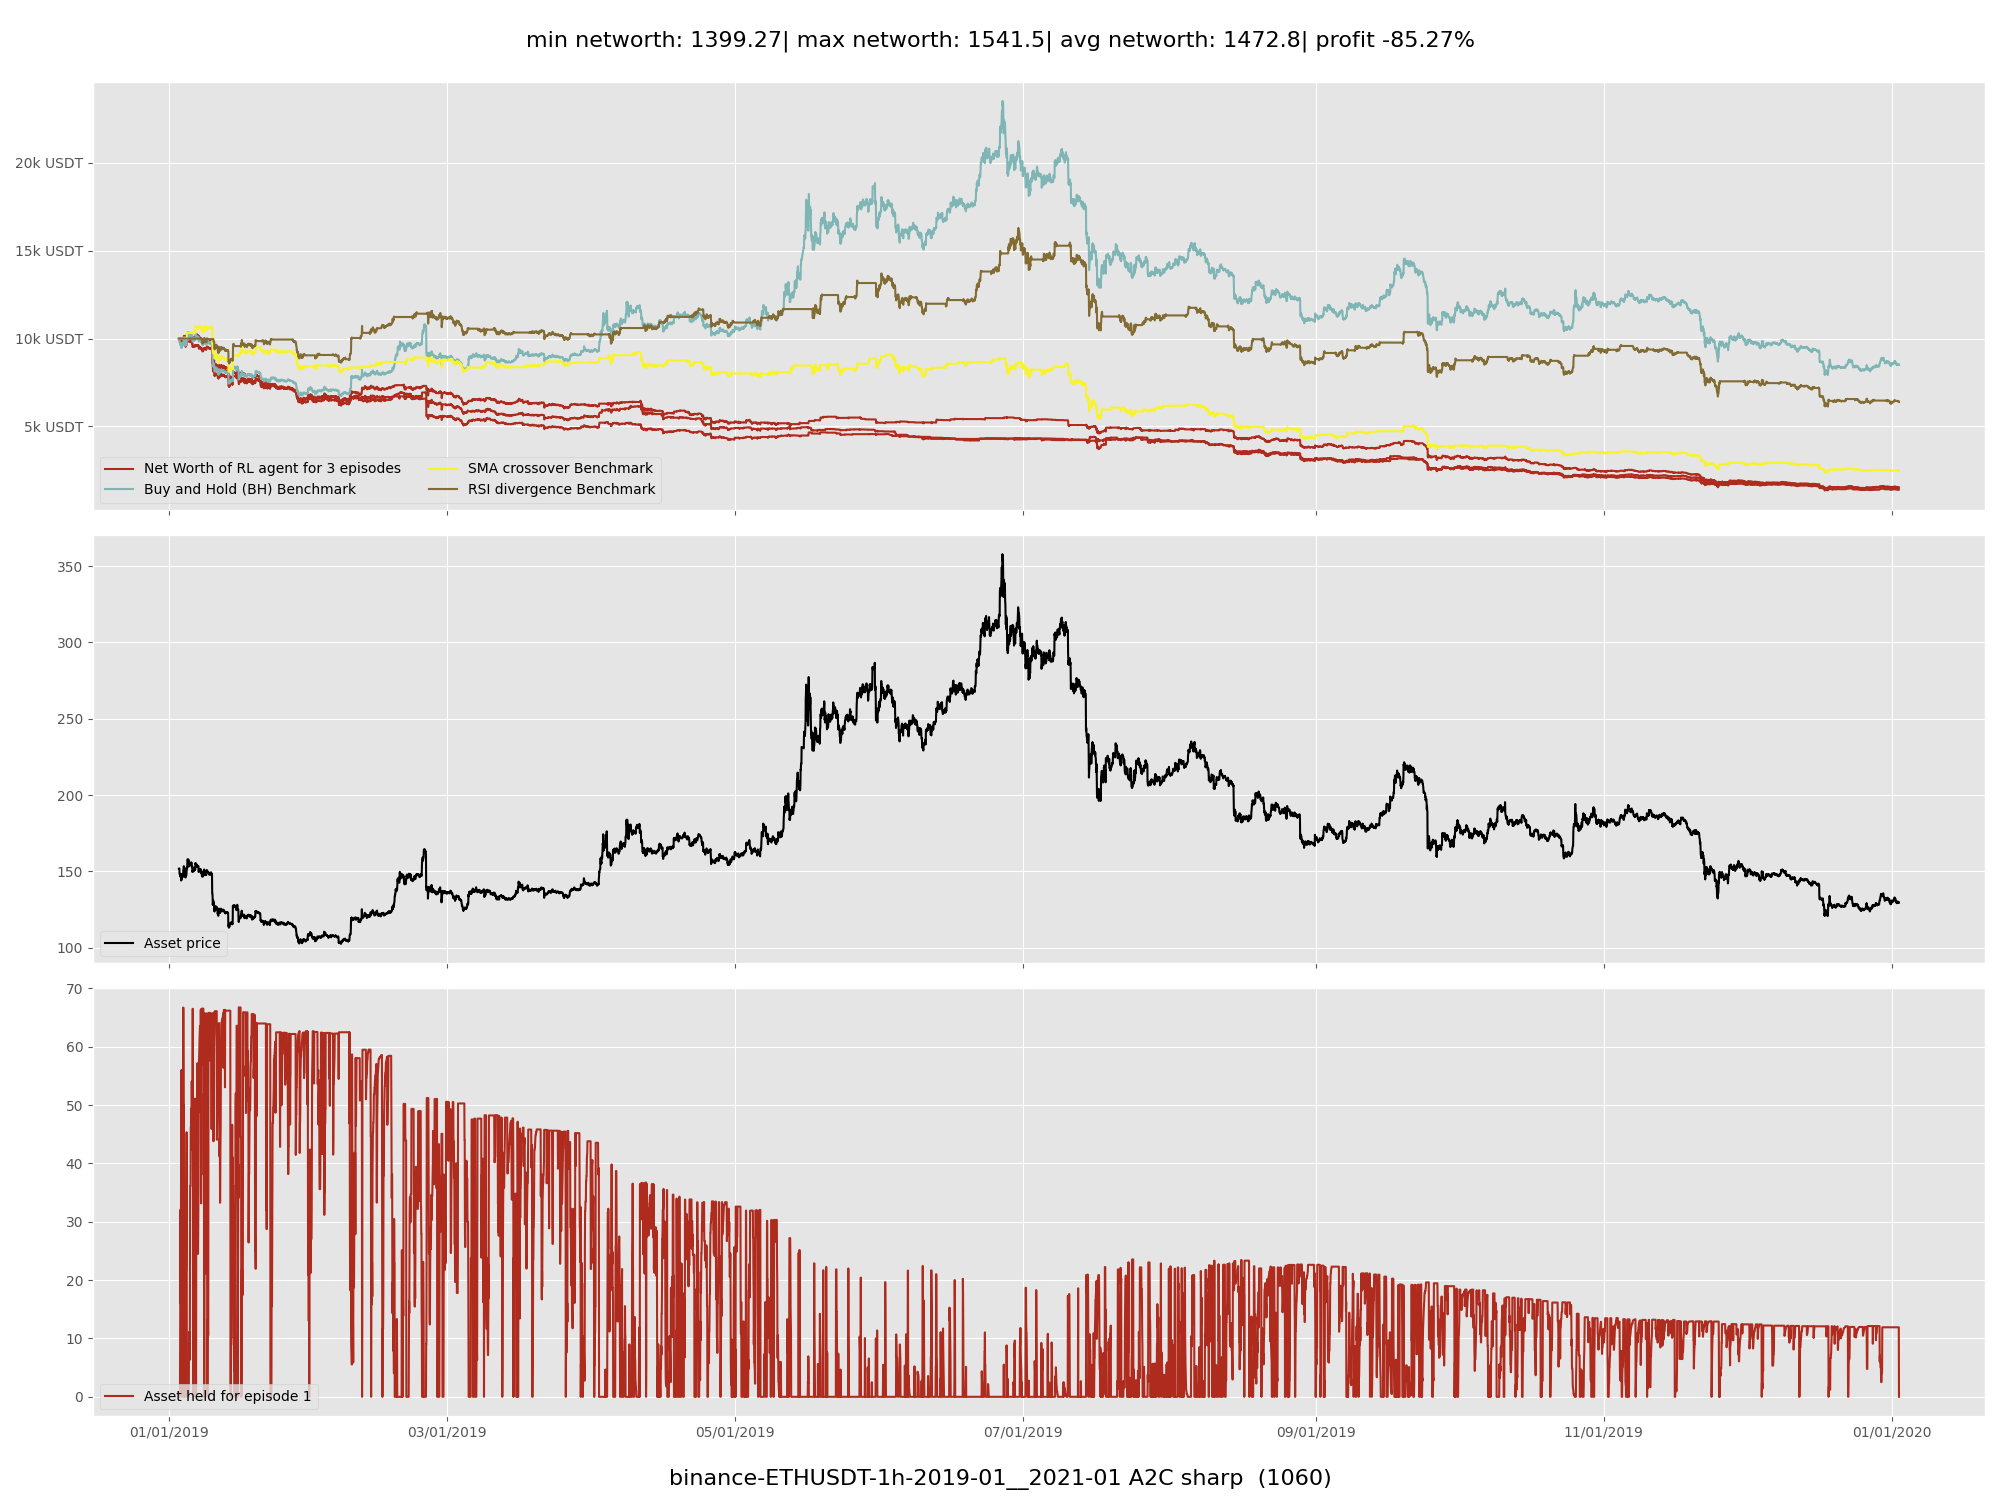 min networth: 1399.27| max networth: 1541.5| avg networth: 1472.8| profit -85.27%
20k USDT
15k USDT
10k USDT
5k USDT
Net Worth of RL agent for 3 episodes
Buy and Hold (BH) Benchmark
SMA crossover Benchmark
RSI divergence Benchmark
350
300
250
200
150
100
Asset price
70
60
50
40
30
20
10
0
Asset held for episode 1
01/01/2019
03/01/2019
05/01/2019
07/01/2019
09/01/2019
11/01/2019
01/01/2020
binance-ETHUSDT-1h-2019-01__2021-01 A2C sharp  (1060)